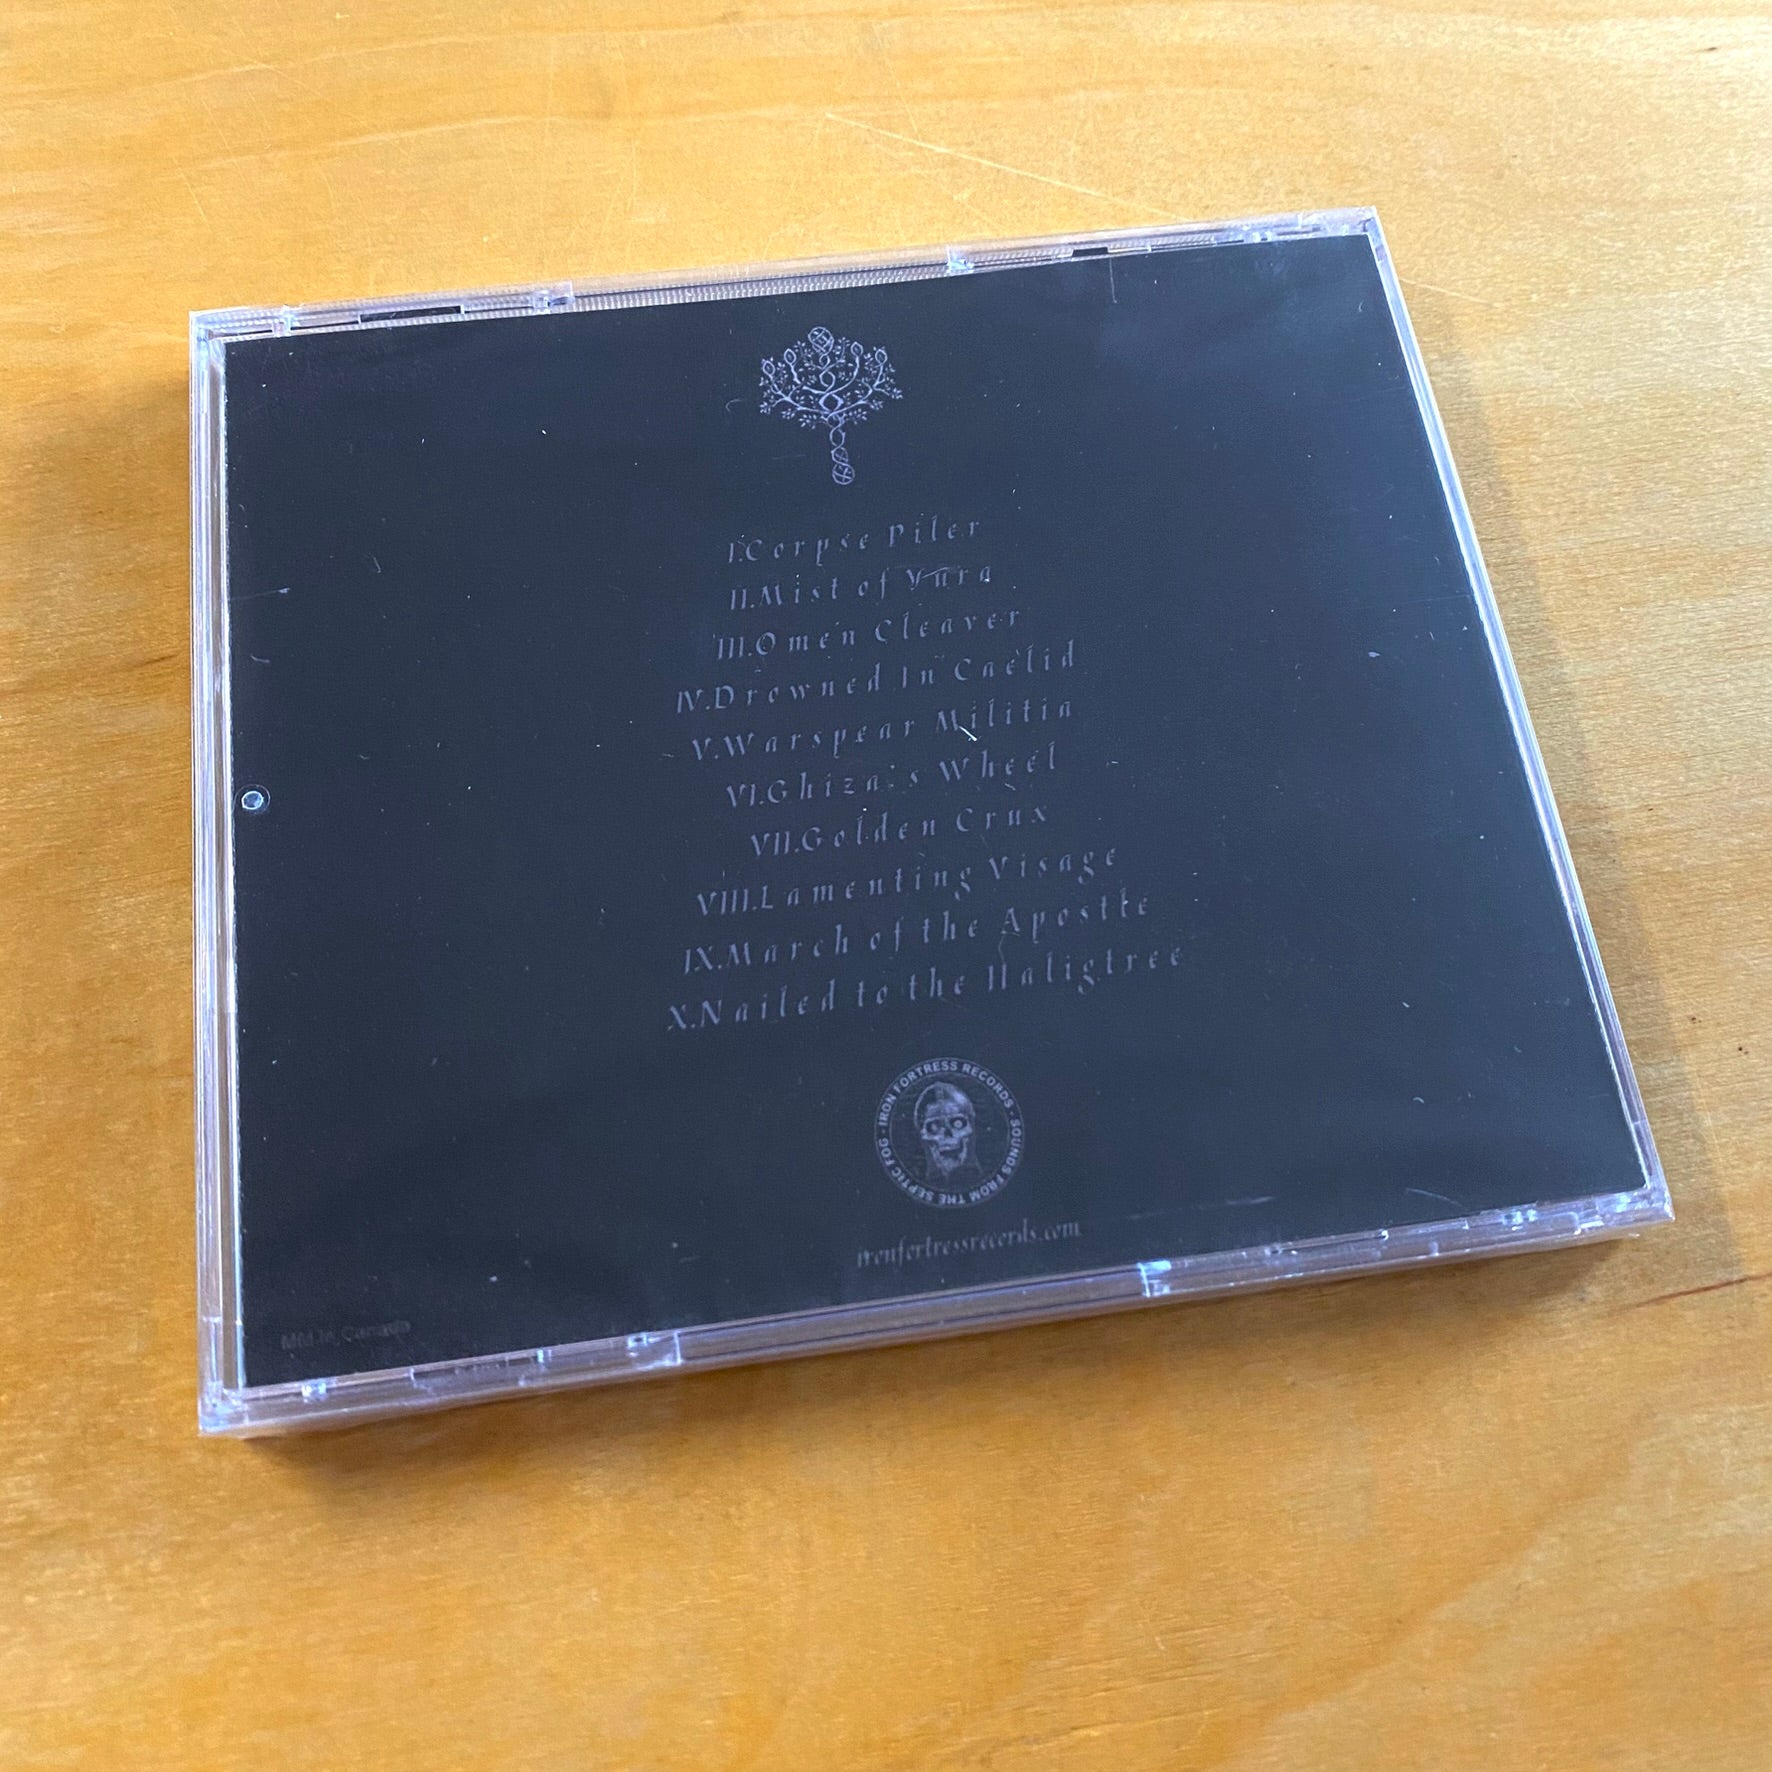 I.Corpse Piler
II.Mist of Yura
III.Omen Cleaver
IV.Drowned In Caelid
V.Warspear Militia
VI.Ghiza's Wheel
VII.Golden Crux
VIII.Lamenting Visage
IX.March of the Apostle
X.Nailed to the Haligtree
IRON FORTRESS RECORDS · SOUNDS FROM THE SEPTIC FOG ·
ironfortressrecords.com
Canada